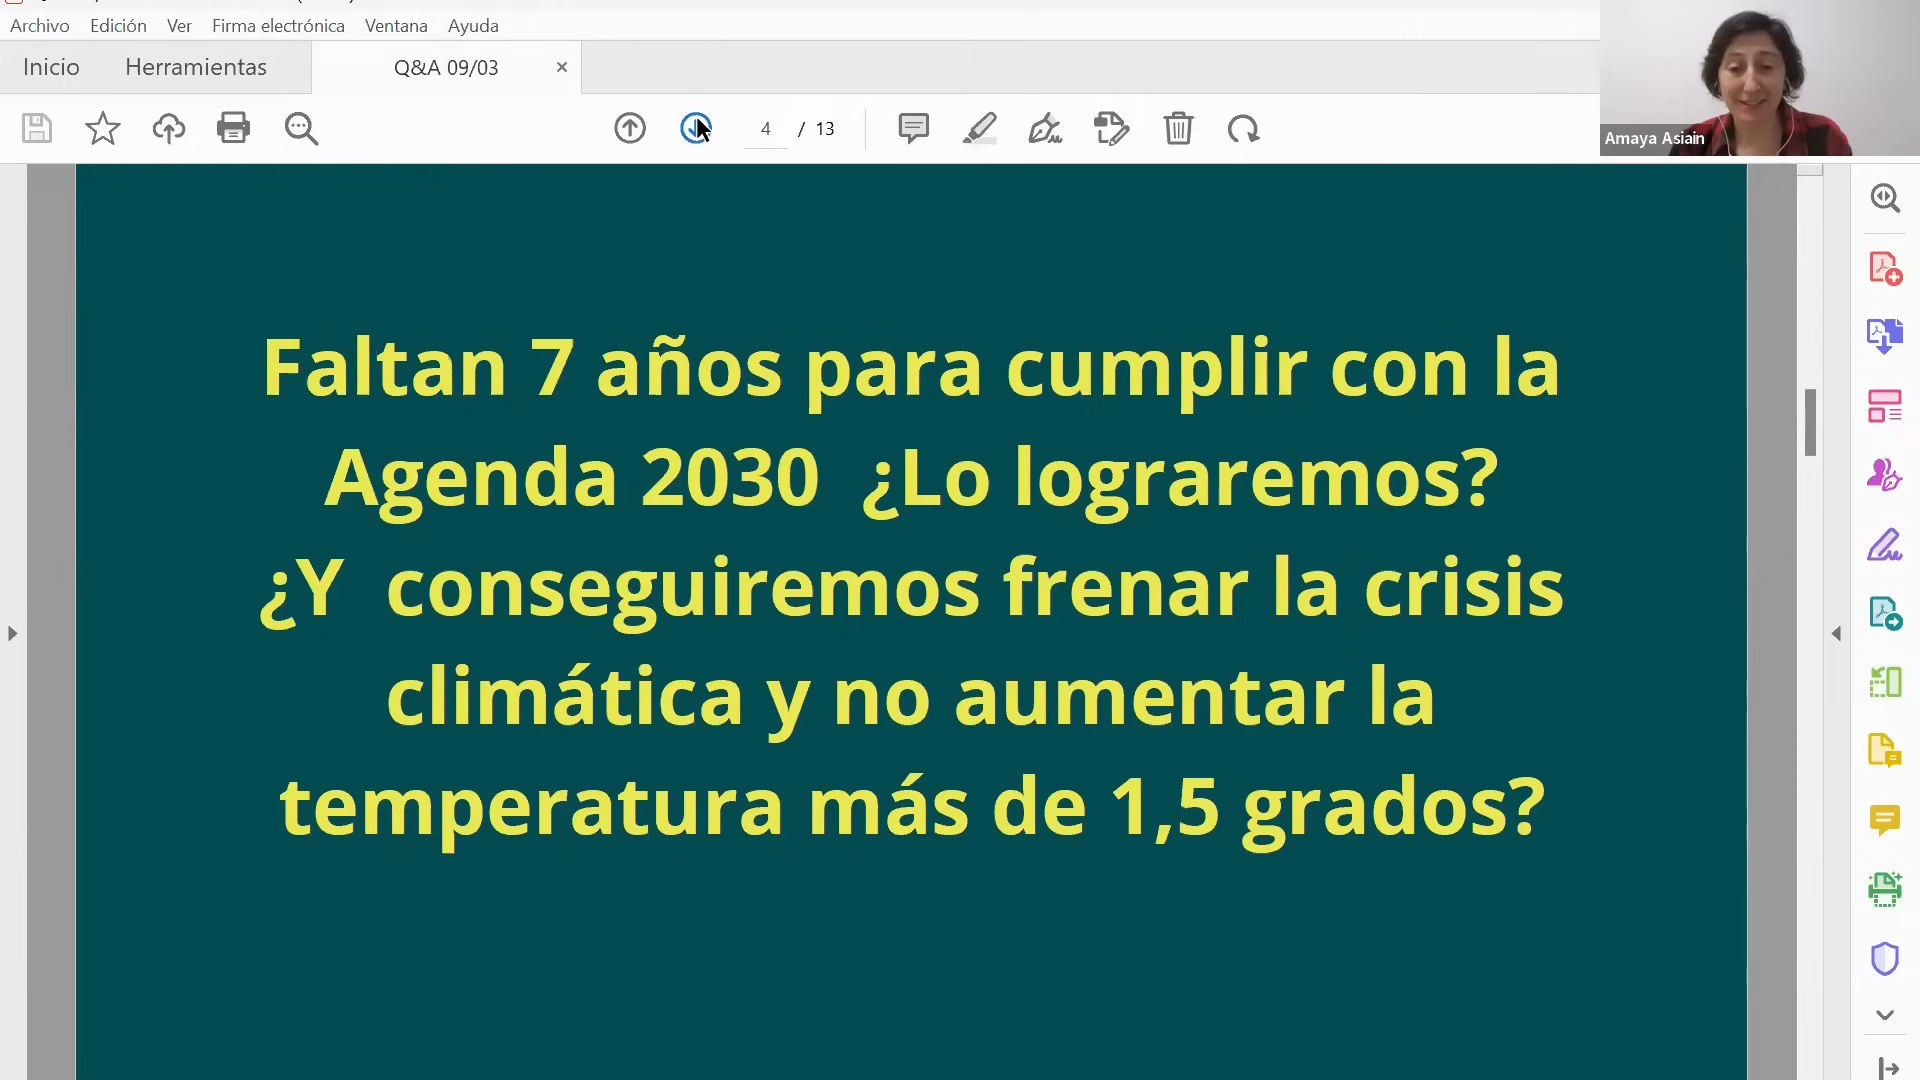 Archivo Edición Ver Firma electrónica Ventana Ayuda
Inicio Herramientas Q&A 09/03 ×
4 / 13
Amaya Asiain
Faltan 7 años para cumplir con la
Agenda 2030 ¿Lo lograremos?
¿Y conseguiremos frenar la crisis
climática y no aumentar la
temperatura más de 1,5 grados?